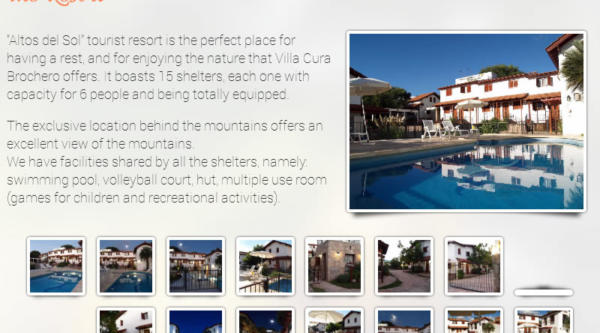 "Altos del Sol" tourist resort is the perfect place for
having a rest, and for enjoying the nature that Villa Cura
Brochero offers. It boasts 15 shelters, each one with
capacity for 6 people and being totally equipped.
The exclusive location behind the mountains offers an
excellent view of the mountains.
We have facilities shared by all the shelters, namely:
swimming pool, volleyball court, hut, multiple use room
(games for children and recreational activities).